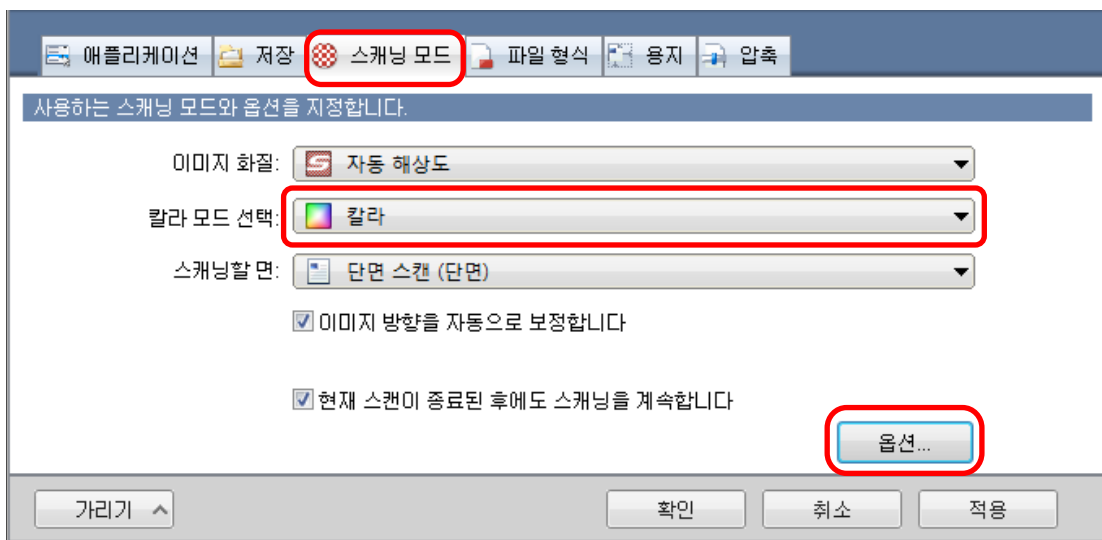 애플리케이션 저장 스캐닝 모드 파일 형식 용지 압축
사용하는 스캐닝 모드와 옵션을 지정합니다.
이미지 화질: 자동 해상도
칼라 모드 선택: 칼라
스캐닝할 면: 단면 스캔 (단면)
이미지 방향을 자동으로 보정합니다
현재 스캔이 종료된 후에도 스캐닝을 계속합니다
옵션...
가리기 확인 취소 적용